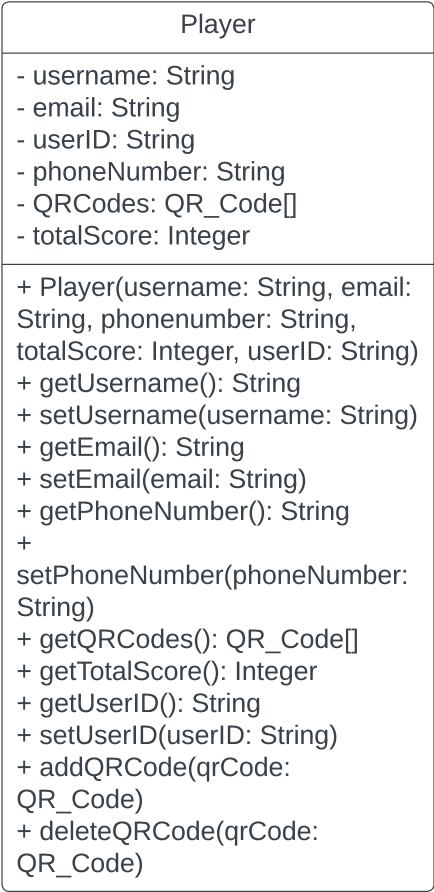 Player
- username: String
- email: String
- userID: String
- phoneNumber: String
- QRCodes: QR_Code[]
- totalScore: Integer
+ Player(username: String, email:
String, phonenumber: String,
totalScore: Integer, userID: String)
+ getUsername(): String
+ setUsername(username: String)
+ getEmail(): String
+ setEmail(email: String)
+ getPhoneNumber(): String
+
setPhoneNumber(phoneNumber:
String)
+ getQRCodes(): QR_Code[]
+ getTotalScore(): Integer
+ getUserID(): String
+ setUserID(userID: String)
+ addQRCode(qrCode:
QR_Code)
+ deleteQRCode(qrCode:
QR_Code)